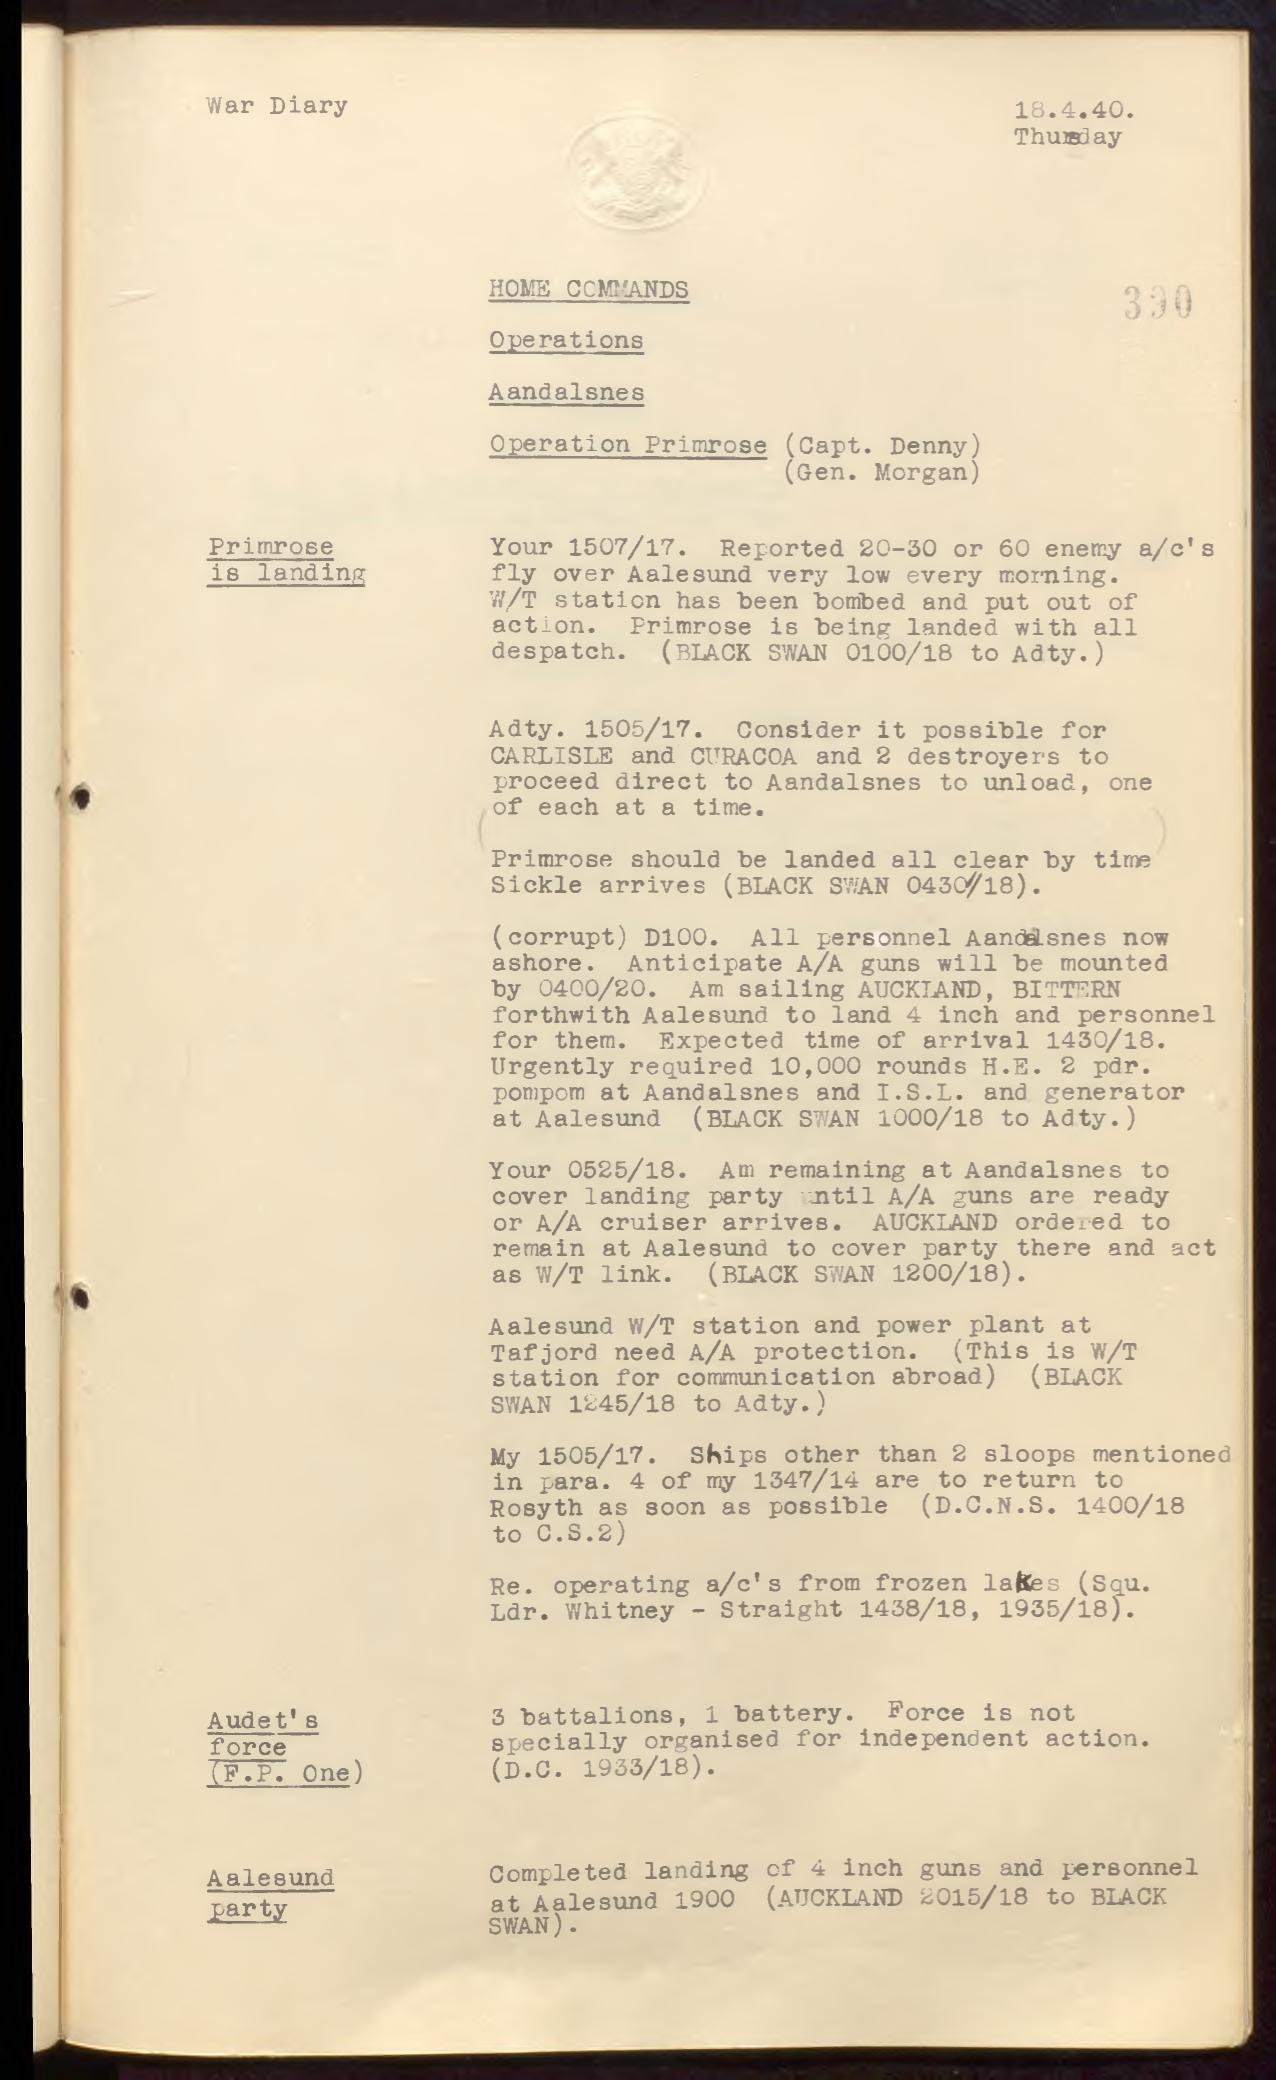 War Diary
18.4.40.
Thursday
HOME COMMANDS
390
Operations
Aandalsnes
Operation Primrose (Capt. Denny)
(Gen. Morgan)
Primrose
is landing
Your 1507/17. Reported 20-30 or 60 enemy a/c's
fly over Aalesund very low every morning.
W/T station has been bombed and put out of
action. Primrose is being landed with all
despatch. (BLACK SWAN 0100/18 to Adty.)
Adty. 1505/17. Consider it possible for
CARLISLE and CURACOA and 2 destroyers to
proceed direct to Aandalsnes to unload, one
of each at a time.
Primrose should be landed all clear by time
Sickle arrives (BLACK SWAN 0430/18).
(corrupt) D100. All personnel Aandalsnes now
ashore. Anticipate A/A guns will be mounted
by 0400/20. Am sailing AUCKLAND, BITTERN
forthwith Aalesund to land 4 inch and personnel
for them. Expected time of arrival 1430/18.
Urgently required 10,000 rounds H.E. 2 pdr.
pompom at Aandalsnes and I.S.L. and generator
at Aalesund (BLACK SWAN 1000/18 to Adty.)
Your 0525/18. Am remaining at Aandalsnes to
cover landing party until A/A guns are ready
or A/A cruiser arrives. AUCKLAND ordered to
remain at Aalesund to cover party there and act
as W/T link. (BLACK SWAN 1200/18).
Aalesund W/T station and power plant at
Tafjord need A/A protection. (This is W/T
station for communication abroad) (BLACK
SWAN 1245/18 to Adty.)
My 1505/17. Ships other than 2 sloops mentioned
in para. 4 of my 1347/14 are to return to
Rosyth as soon as possible (D.C.N.S. 1400/18
to C.S.2)
Re. operating a/c's from frozen lakes (Squ.
Ldr. Whitney - Straight 1438/18, 1935/18).
Audet's
force
(F.P. One)
3 battalions, 1 battery. Force is not
specially organised for independent action.
(D.C. 1933/18).
Aalesund
party
Completed landing of 4 inch guns and personnel
at Aalesund 1900 (AUCKLAND 2015/18 to BLACK
SWAN).